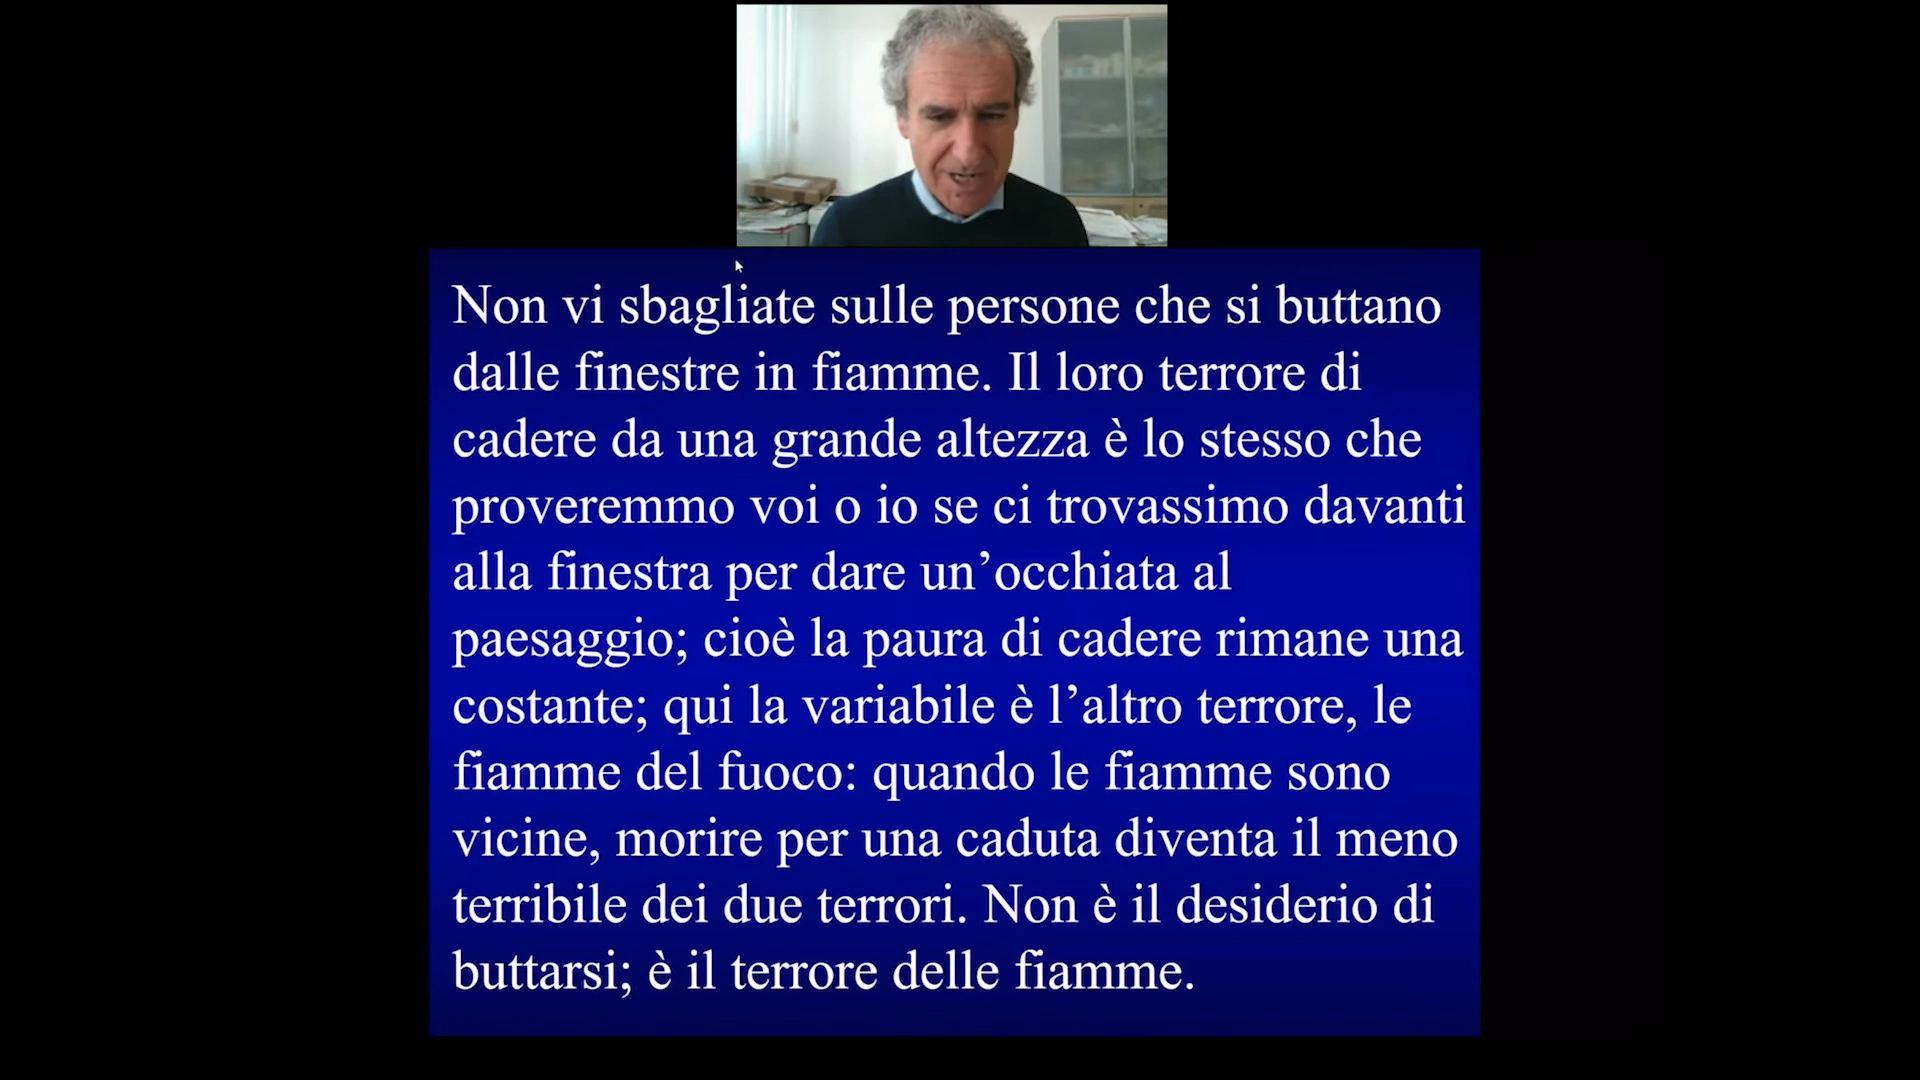 Non vi sbagliate sulle persone che si buttano
dalle finestre in fiamme. Il loro terrore di
cadere da una grande altezza è lo stesso che
proveremmo voi o io se ci trovassimo davanti
alla finestra per dare un’occhiata al
paesaggio; cioè la paura di cadere rimane una
costante; qui la variabile è l’altro terrore, le
fiamme del fuoco: quando le fiamme sono
vicine, morire per una caduta diventa il meno
terribile dei due terrori. Non è il desiderio di
buttarsi; è il terrore delle fiamme.